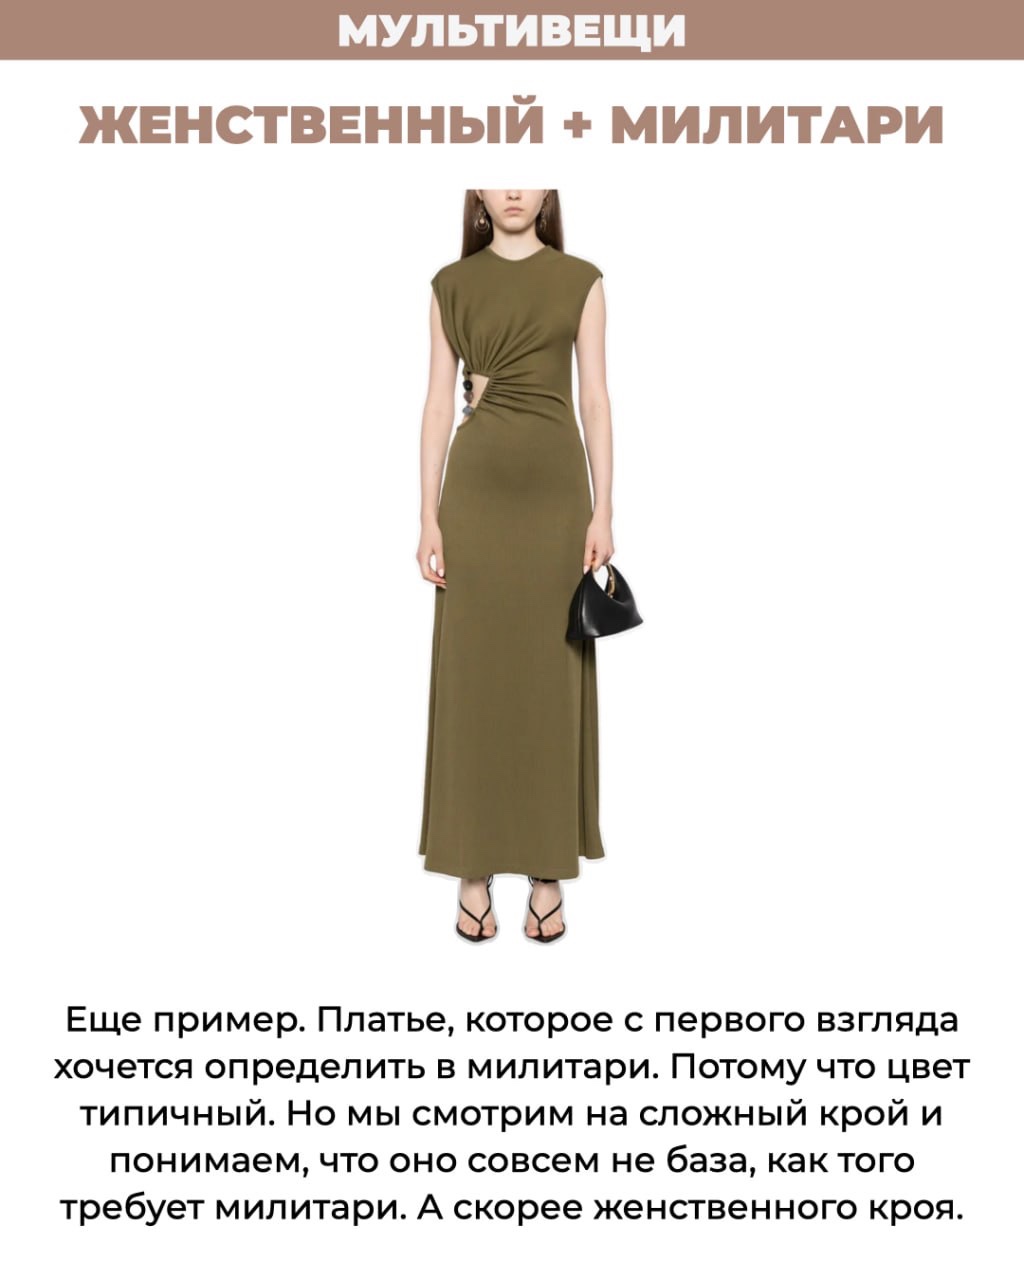 МУЛЬТИВЕЩИ
ЖЕНСТВЕННЫЙ + МИЛИТАРИ
Еще пример. Платье, которое с первого взгляда
хочется определить в милитари. Потому что цвет
типичный. Но мы смотрим на сложный крой и
понимаем, что оно совсем не база, как того
требует милитари. А скорее женственного кроя.